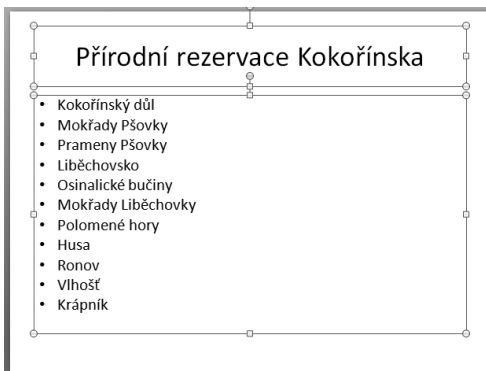 Přírodní rezervace Kokořínska
• Kokořínský důl
• Mokřady Pšovky
• Prameny Pšovky
• Liběchovsko
• Osinalické bučiny
• Mokřady Liběchovky
• Polomené hory
• Husa
• Ronov
• Vlhošť
• Krápník